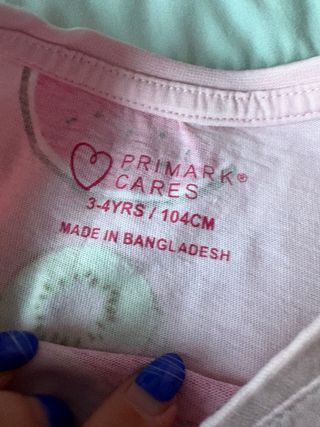 PRIMARK®
CARES
3-4YRS / 104CM
MADE IN BANGLADESH